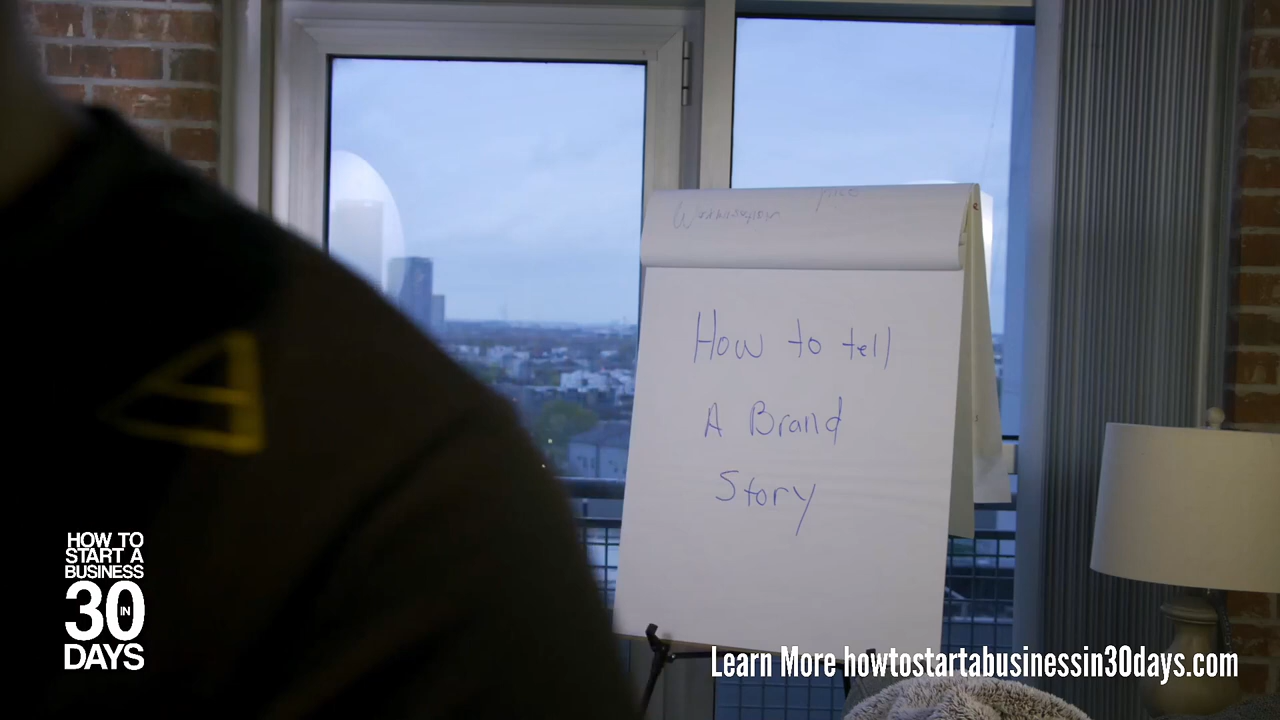 How to tell
A Brand
Story
HOW TO
START A
BUSINESS
30 IN
DAYS
Learn More howtostartabusinessin30days.com